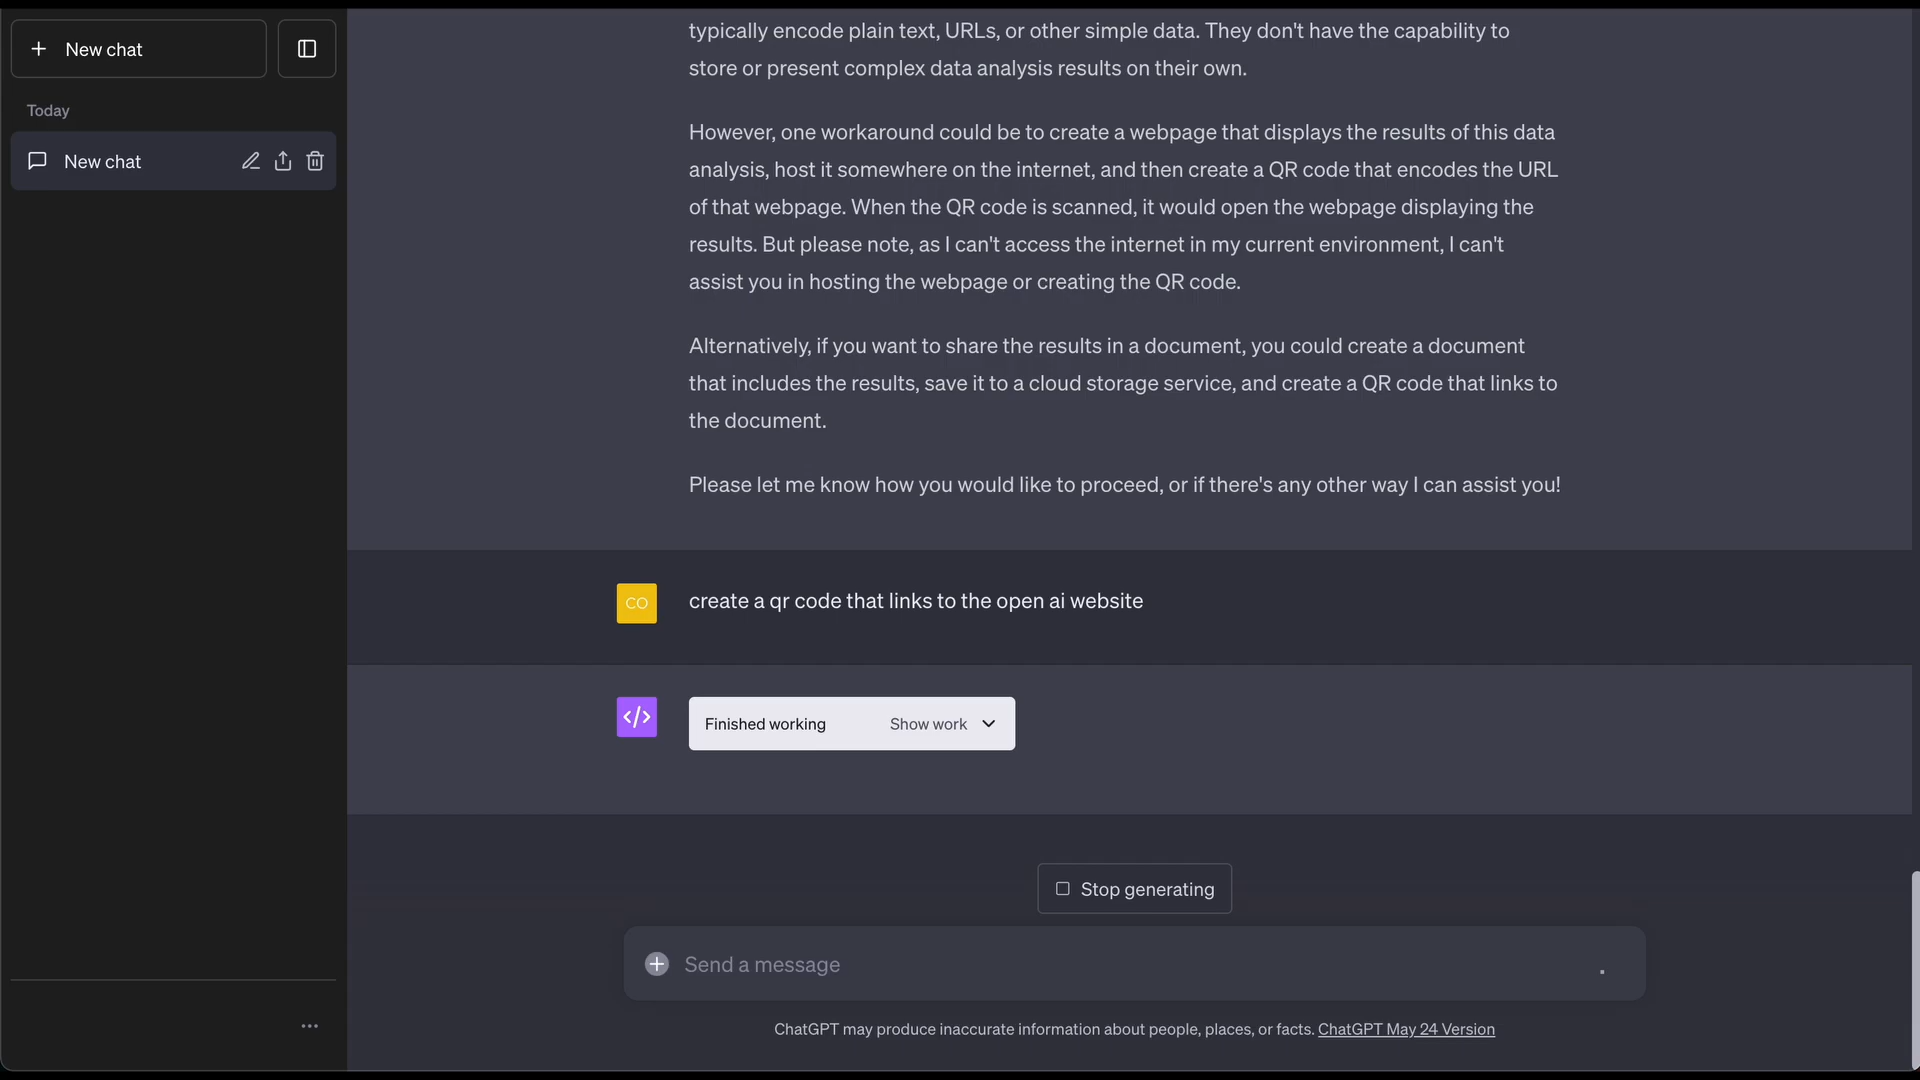 New chat
Today
New chat
typically encode plain text, URLs, or other simple data. They don't have the capability to
store or present complex data analysis results on their own.
However, one workaround could be to create a webpage that displays the results of this data
analysis, host it somewhere on the internet, and then create a QR code that encodes the URL
of that webpage. When the QR code is scanned, it would open the webpage displaying the
results. But please note, as I can't access the internet in my current environment, I can't
assist you in hosting the webpage or creating the QR code.
Alternatively, if you want to share the results in a document, you could create a document
that includes the results, save it to a cloud storage service, and create a QR code that links to
the document.
Please let me know how you would like to proceed, or if there's any other way I can assist you!
CO
create a qr code that links to the open ai website
Finished working Show work
Stop generating
Send a message
ChatGPT may produce inaccurate information about people, places, or facts. ChatGPT May 24 Version